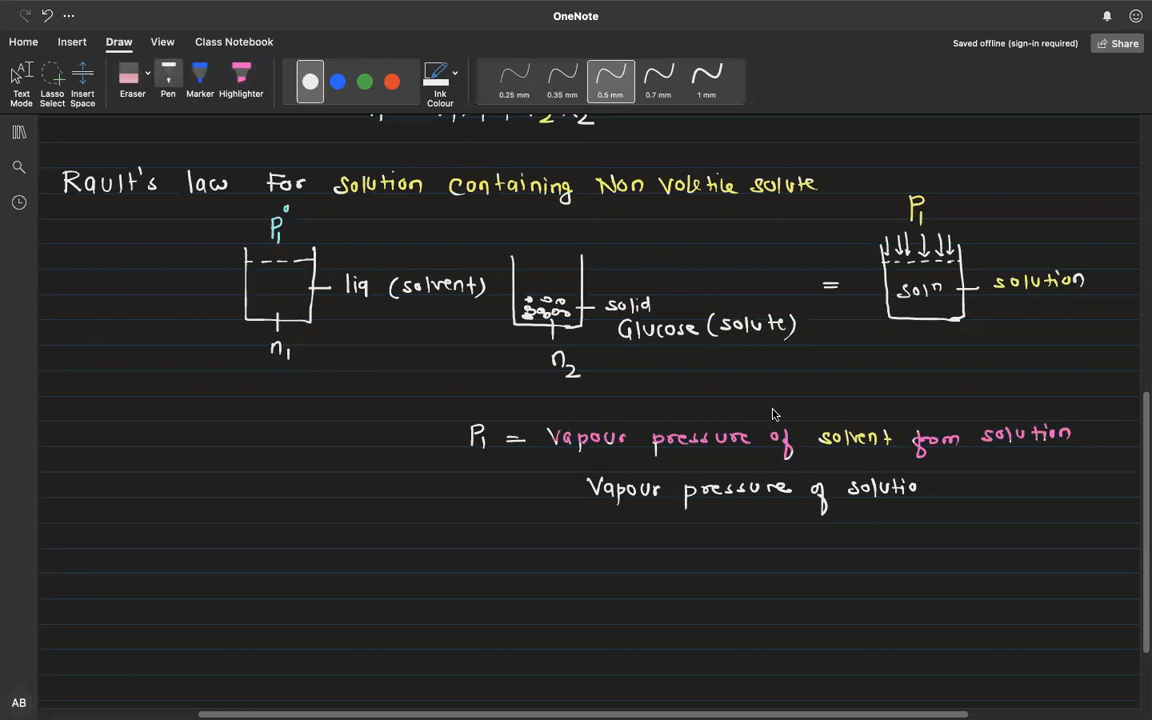 OneNote
Home Insert Draw View Class Notebook
Saved offline (sign-in required) Share
Text Mode
Lasso Select
Insert Space
Eraser
Pen
Marker
Highlighter
Ink Colour
0.25 mm 0.35 mm 0.5 mm 0.7 mm 1 mm
Rault's law For solution containing Non Voletile solute
P₁°
P₁
liq (solvent)
solid
Glucose (solute)
=
soln
solution
n₁
n₂
P₁ = Vapour pressure of solvent from solution
Vapour pressure of solutio
AB